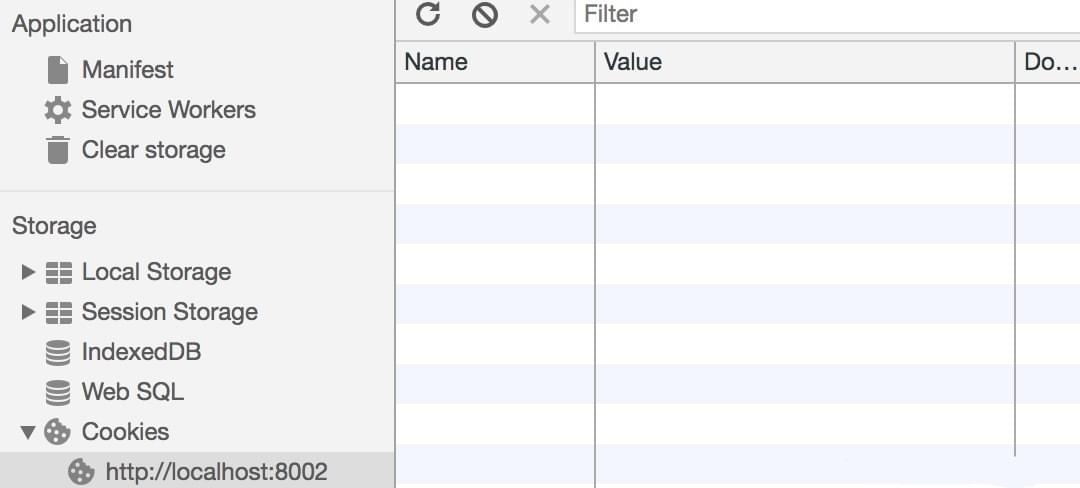 Application
Manifest
Service Workers
Clear storage
Storage
Local Storage
Session Storage
IndexedDB
Web SQL
Cookies
http://localhost:8002
Filter
Name Value Do...